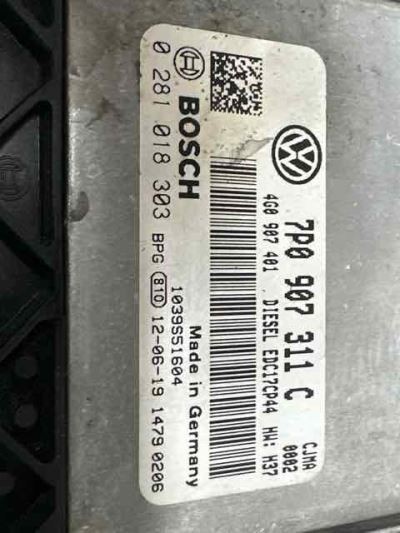 7P0 907 311 C
CJMA
0002
4G0 907 401 DIESEL EDC17CP44 HW: H37
BOSCH
Made in Germany
1039S51604
0 281 018 303 BPG 810 12-06-19 1479 0206